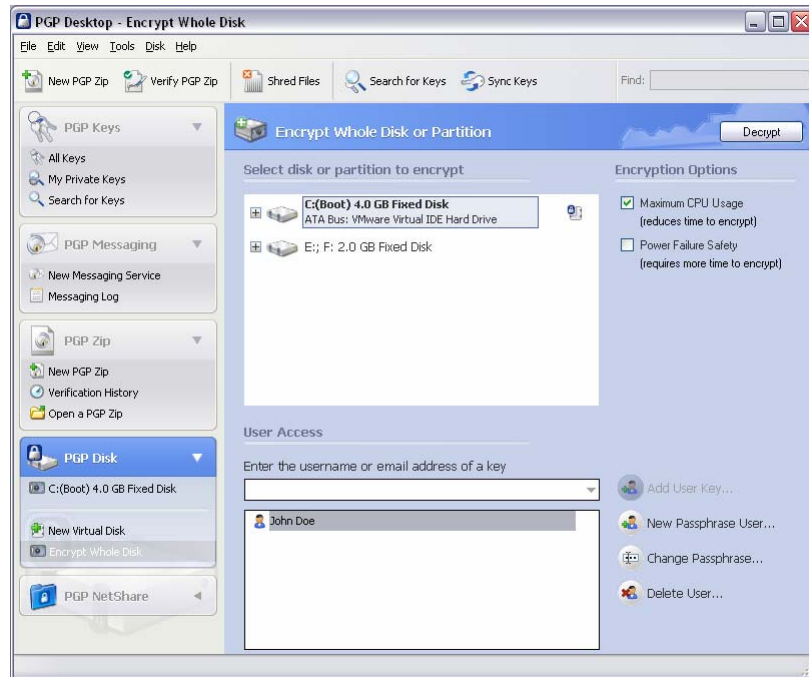 PGP Desktop - Encrypt Whole Disk
File Edit View Tools Disk Help
New PGP Zip Verify PGP Zip Shred Files Search for Keys Sync Keys Find:
PGP Keys
All Keys
My Private Keys
Search for Keys
PGP Messaging
New Messaging Service
Messaging Log
PGP Zip
New PGP Zip
Verification History
Open a PGP Zip
PGP Disk
C:(Boot) 4.0 GB Fixed Disk
New Virtual Disk
Encrypt Whole Disk
PGP NetShare
Encrypt Whole Disk or Partition
Decrypt
Select disk or partition to encrypt
C:(Boot) 4.0 GB Fixed Disk
ATA Bus: VMware Virtual IDE Hard Drive
E:; F: 2.0 GB Fixed Disk
Encryption Options
Maximum CPU Usage
(reduces time to encrypt)
Power Failure Safety
(requires more time to encrypt)
User Access
Enter the username or email address of a key
John Doe
Add User Key...
New Passphrase User...
Change Passphrase...
Delete User...